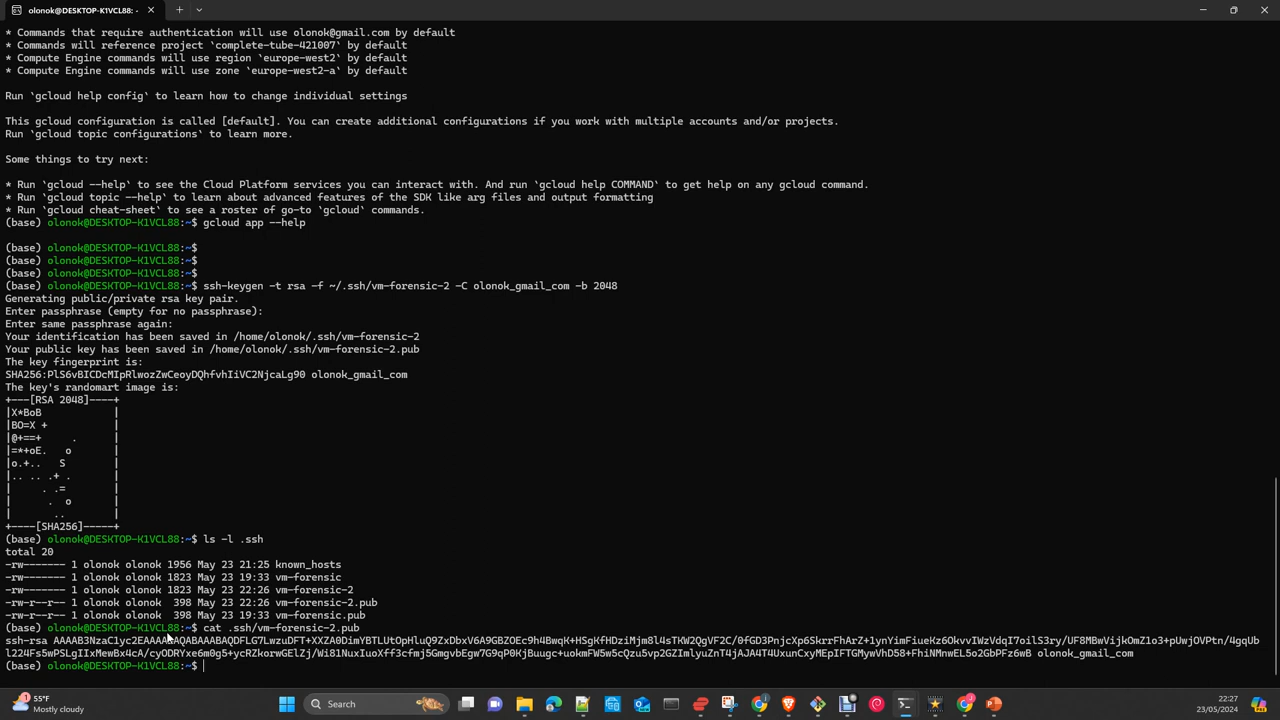 olonok@DESKTOP-K1VCL88: ~
* Commands that require authentication will use olonok@gmail.com by default
* Commands will reference project `complete-tube-421007` by default
* Compute Engine commands will use region `europe-west2` by default
* Compute Engine commands will use zone `europe-west2-a` by default
Run `gcloud help config` to learn how to change individual settings
This gcloud configuration is called [default]. You can create additional configurations if you work with multiple accounts and/or projects.
Run `gcloud topic configurations` to learn more.
Some things to try next:
* Run `gcloud --help` to see the Cloud Platform services you can interact with. And run `gcloud help COMMAND` to get help on any gcloud command.
* Run `gcloud topic --help` to learn about advanced features of the SDK like arg files and output formatting
* Run `gcloud cheat-sheet` to see a roster of go-to `gcloud` commands.
(base) olonok@DESKTOP-K1VCL88:~$ gcloud app --help
(base) olonok@DESKTOP-K1VCL88:~$
(base) olonok@DESKTOP-K1VCL88:~$
(base) olonok@DESKTOP-K1VCL88:~$
(base) olonok@DESKTOP-K1VCL88:~$ ssh-keygen -t rsa -f ~/.ssh/vm-forensic-2 -C olonok_gmail_com -b 2048
Generating public/private rsa key pair.
Enter passphrase (empty for no passphrase):
Enter same passphrase again:
Your identification has been saved in /home/olonok/.ssh/vm-forensic-2
Your public key has been saved in /home/olonok/.ssh/vm-forensic-2.pub
The key fingerprint is:
SHA256:PlS6vBICDcMIpRlwozZwCeoyDQhfvhIiVC2NjcaLg90 olonok_gmail_com
The key's randomart image is:
+---[RSA 2048]----+
|X*BoB            |
|BO=X +           |
|@+==+     .      |
|=*+oE.   o       |
|o.+..   S        |
|.. .. .+ .       |
|      . .=       |
|       .  o      |
|        ..       |
+----[SHA256]-----+
(base) olonok@DESKTOP-K1VCL88:~$ ls -l .ssh
total 20
-rw------- 1 olonok olonok 1956 May 23 21:25 known_hosts
-rw------- 1 olonok olonok 1823 May 23 19:33 vm-forensic
-rw------- 1 olonok olonok 1823 May 23 22:26 vm-forensic-2
-rw-r--r-- 1 olonok olonok  398 May 23 22:26 vm-forensic-2.pub
-rw-r--r-- 1 olonok olonok  398 May 23 19:33 vm-forensic.pub
(base) olonok@DESKTOP-K1VCL88:~$ cat .ssh/vm-forensic-2.pub
ssh-rsa
olonok_gmail_com
(base) olonok@DESKTOP-K1VCL88:~$
55°F
Mostly cloudy
Search
22:27
23/05/2024